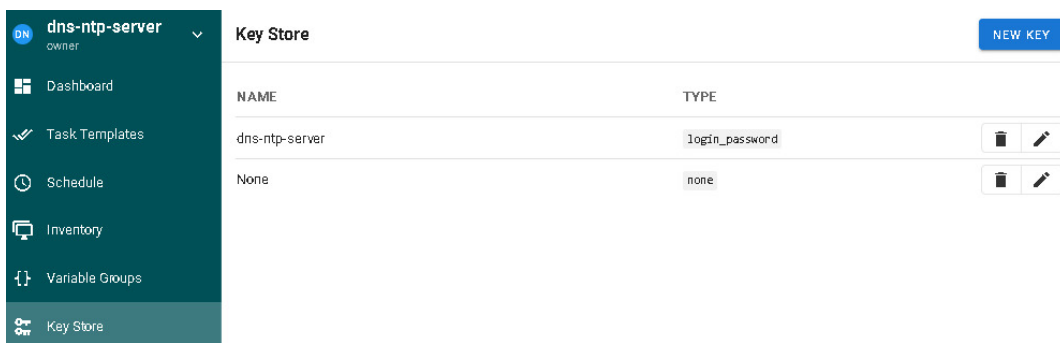 DN
dns-ntp-server
owner
Dashboard
Task Templates
Schedule
Inventory
Variable Groups
Key Store
Key Store
NEW KEY
NAME TYPE
dns-ntp-server login_password
None none